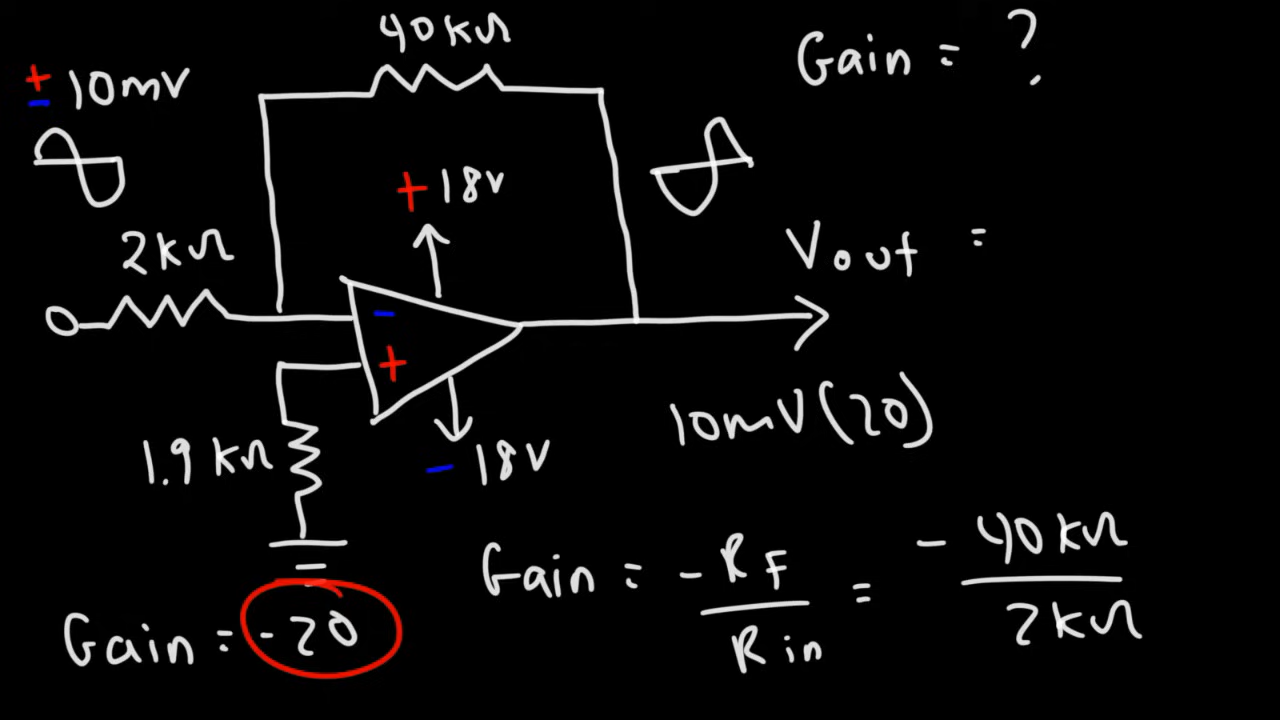 40kΩ
Gain = ?
± 10mV
+ 18V
2kΩ
Vout =
-
+
10mV(20)
1.9kΩ
- 18V
Gain = -RF/Rin = -40kΩ/2kΩ
Gain = -20